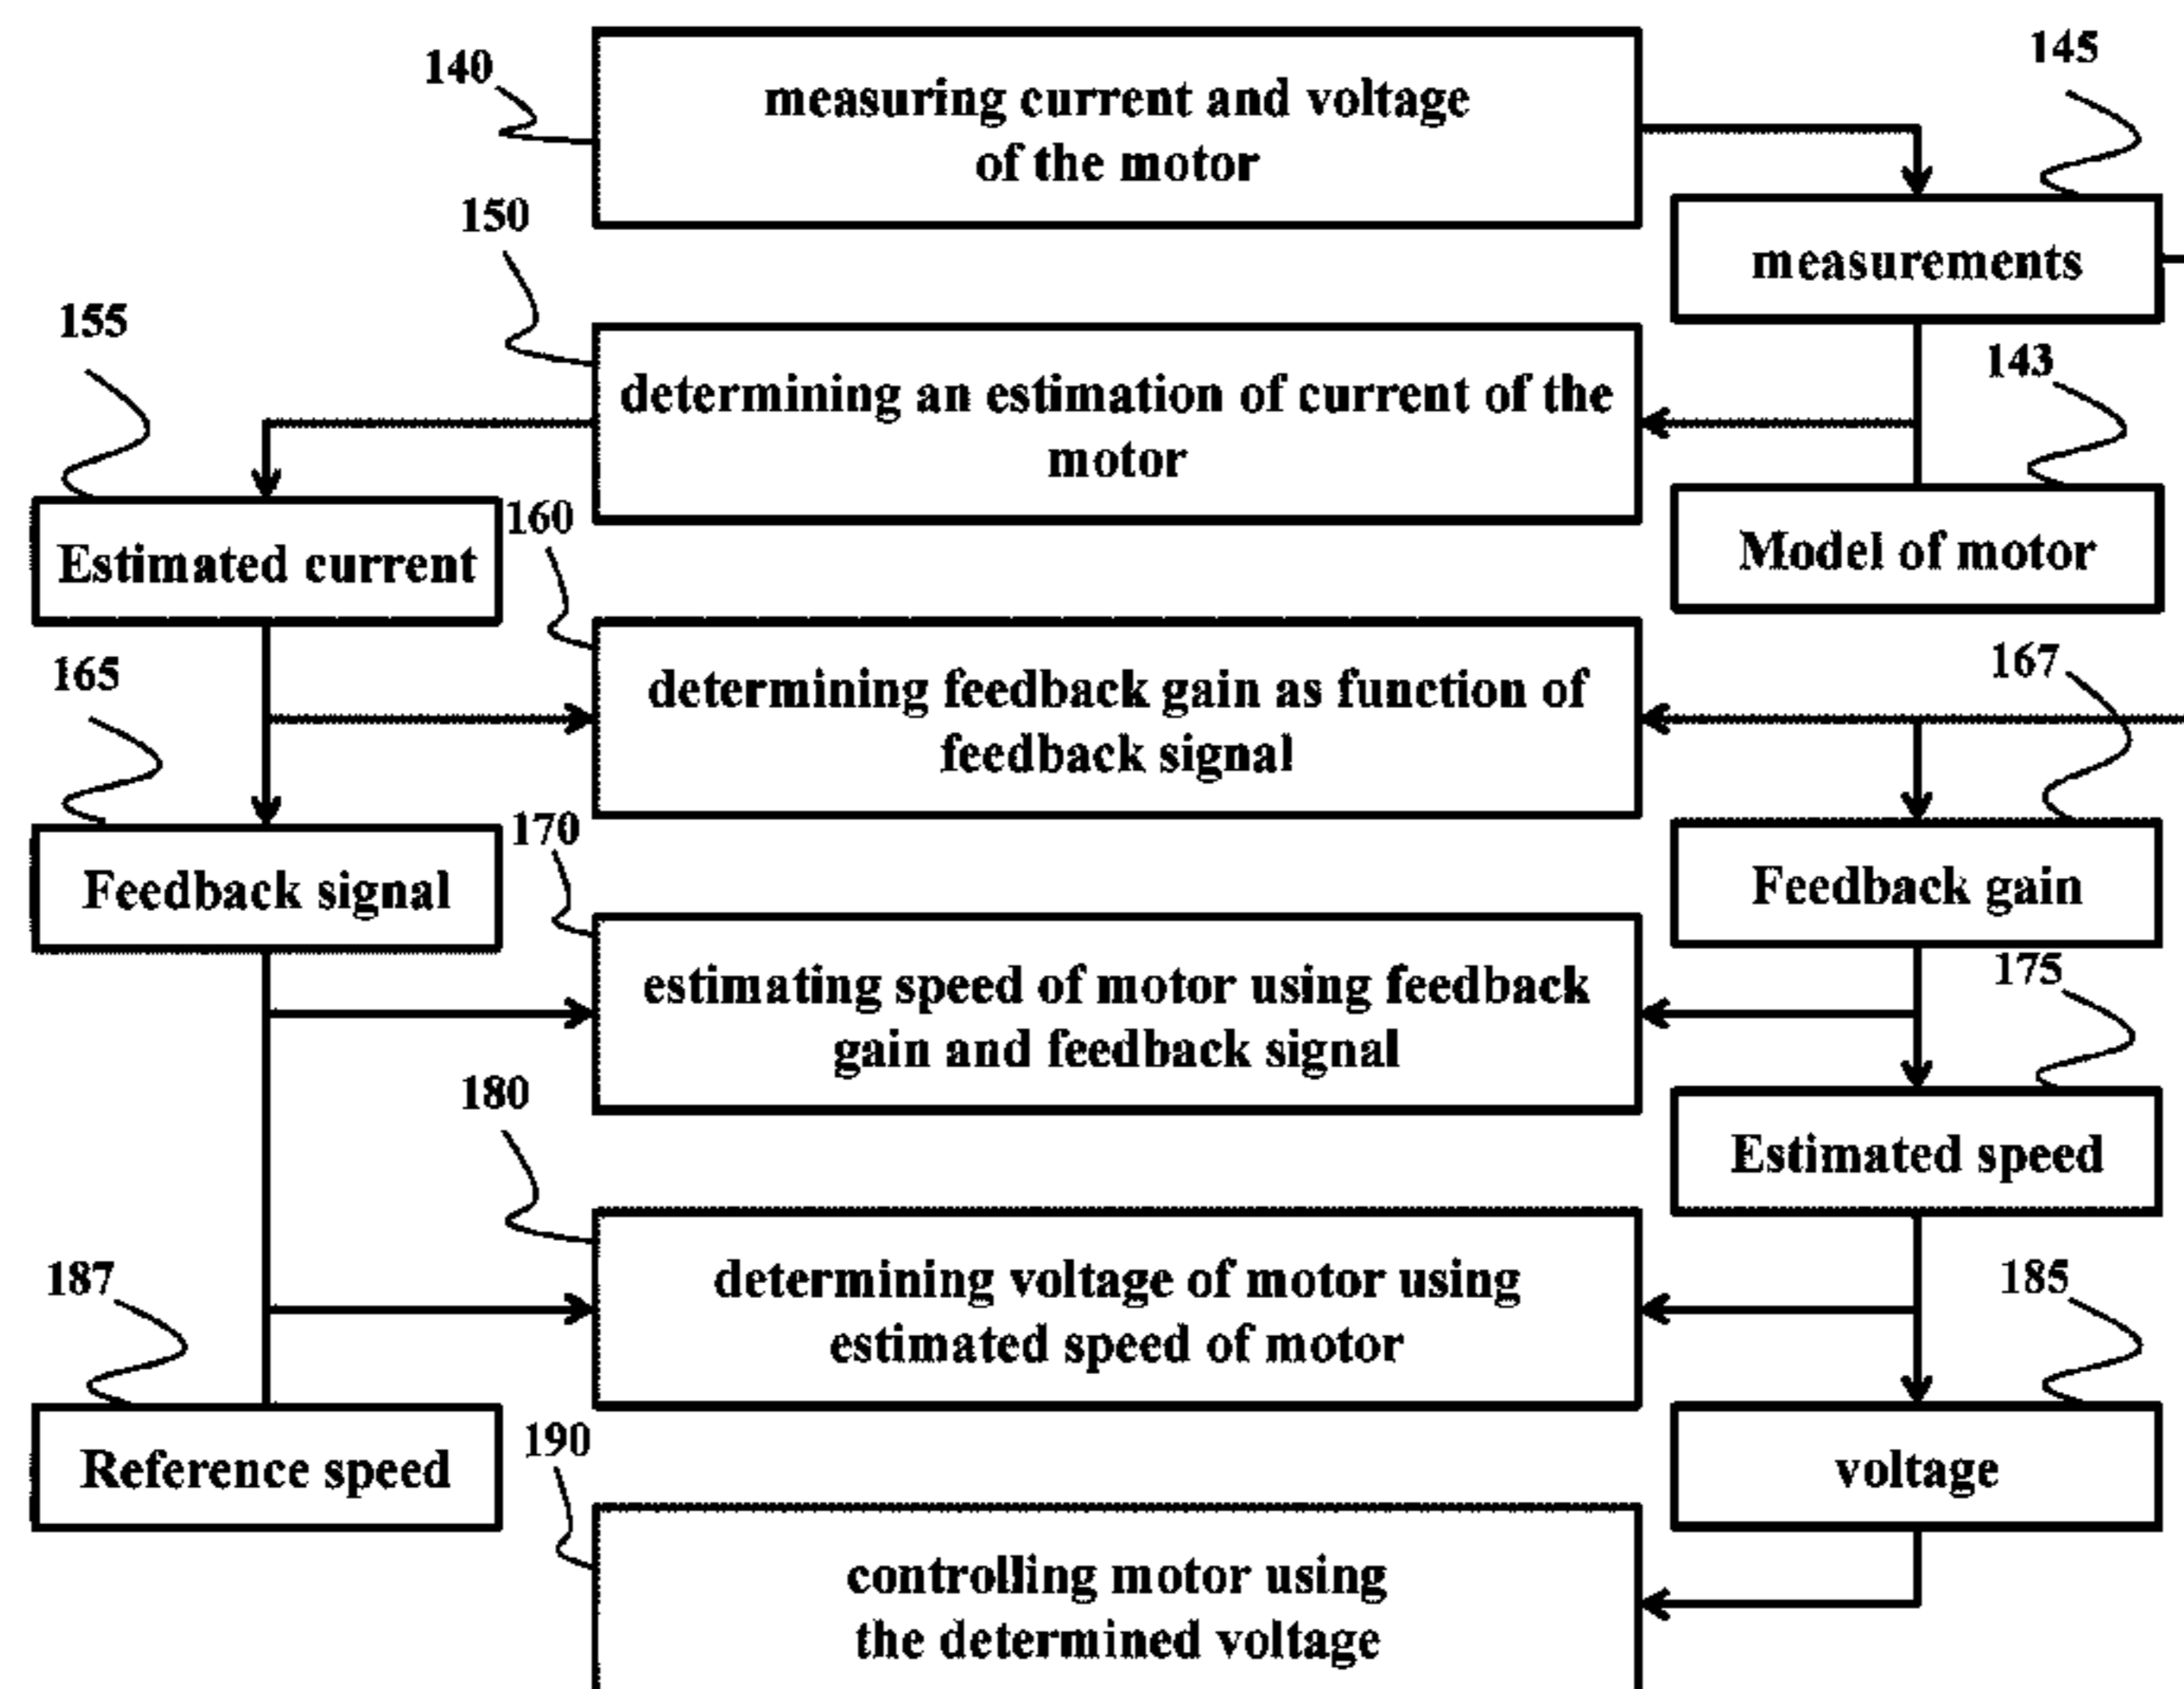 140
measuring current and voltage
of the motor
145
measurements
150
155
determining an estimation of current of the
motor
143
Estimated current
Model of motor
160
165
determining feedback gain as function of
feedback signal
167
Feedback signal
Feedback gain
170
estimating speed of motor using feedback
gain and feedback signal
175
Estimated speed
180
determining voltage of motor using
estimated speed of motor
187
185
Reference speed
voltage
190
controlling motor using
the determined voltage